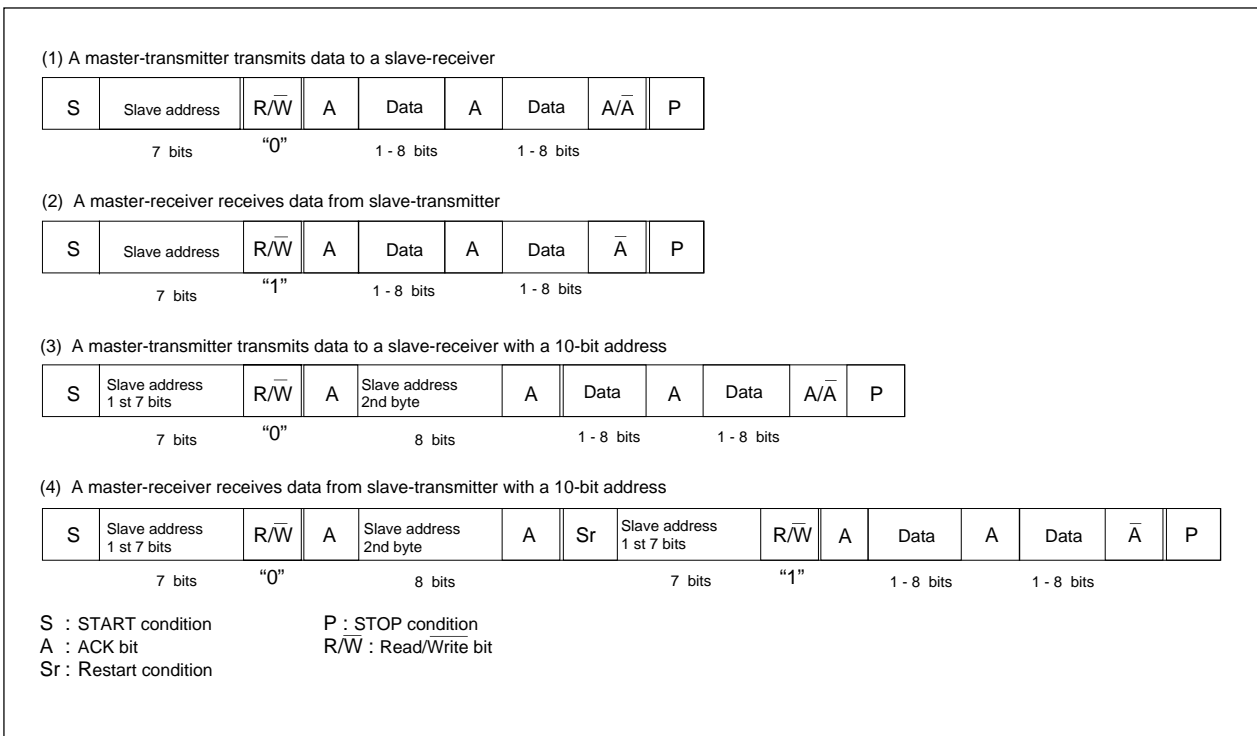 (1) A master-transmitter transmits data to a slave-receiver
S Slave address R/W̅ A Data A Data A/A̅ P
7 bits “0” 1 - 8 bits 1 - 8 bits
(2) A master-receiver receives data from slave-transmitter
S Slave address R/W̅ A Data A Data A̅ P
7 bits “1” 1 - 8 bits 1 - 8 bits
(3) A master-transmitter transmits data to a slave-receiver with a 10-bit address
S Slave address 1 st 7 bits R/W̅ A Slave address 2nd byte A Data A Data A/A̅ P
7 bits “0” 8 bits 1 - 8 bits 1 - 8 bits
(4) A master-receiver receives data from slave-transmitter with a 10-bit address
S Slave address 1 st 7 bits R/W̅ A Slave address 2nd byte A Sr Slave address 1 st 7 bits R/W̅ A Data A Data A̅ P
7 bits “0” 8 bits 7 bits “1” 1 - 8 bits 1 - 8 bits
S : START condition P : STOP condition
A : ACK bit R/W̅ : Read/W̅r̅i̅t̅e̅ bit
Sr : Restart condition